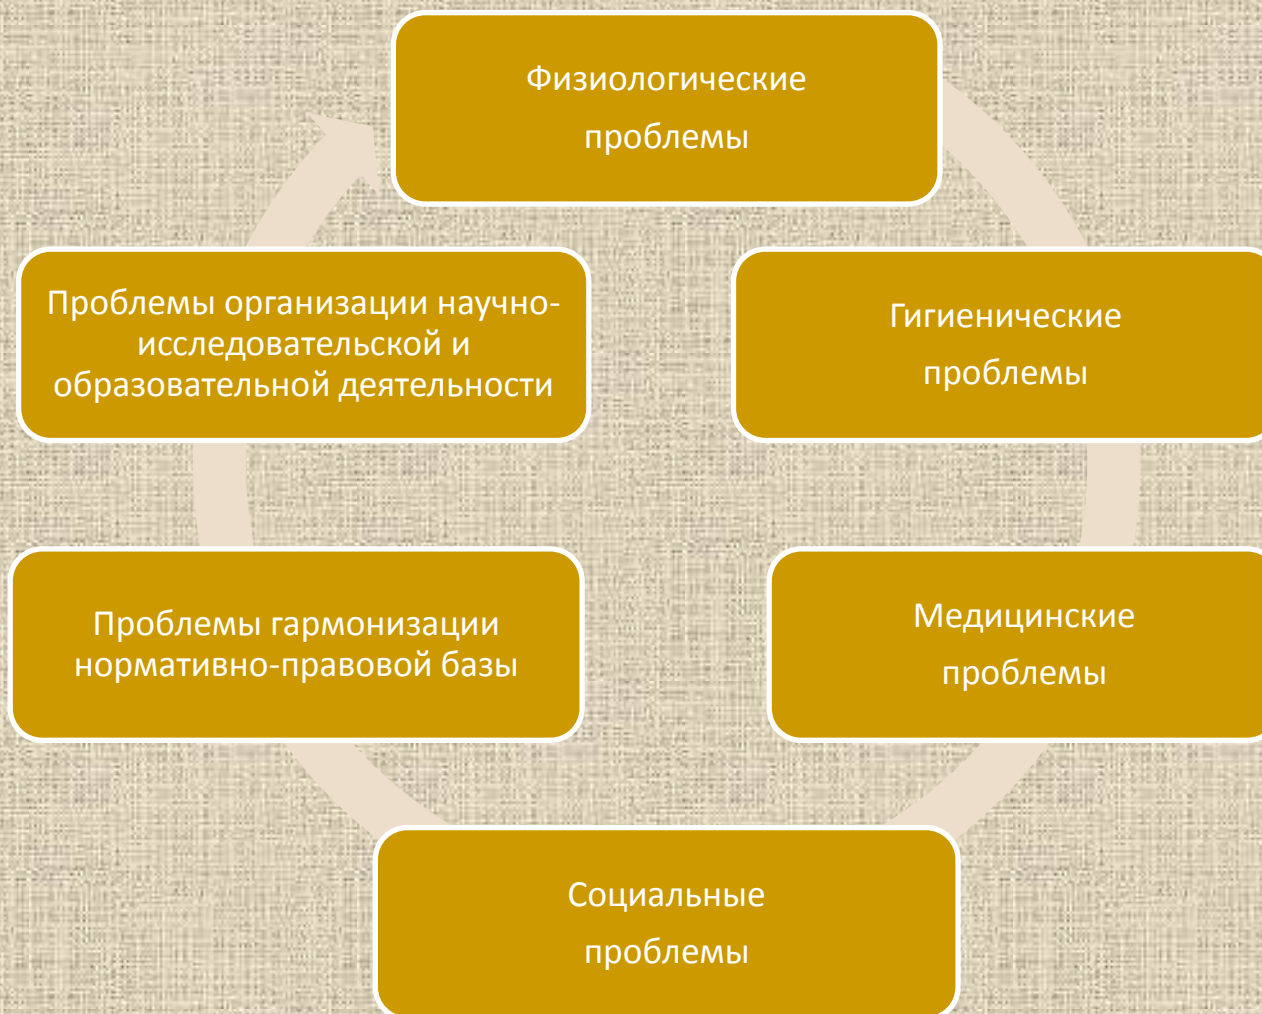 Физиологические
проблемы
Гигиенические
проблемы
Медицинские
проблемы
Социальные
проблемы
Проблемы гармонизации
нормативно-правовой базы
Проблемы организации научно-
исследовательской и
образовательной деятельности